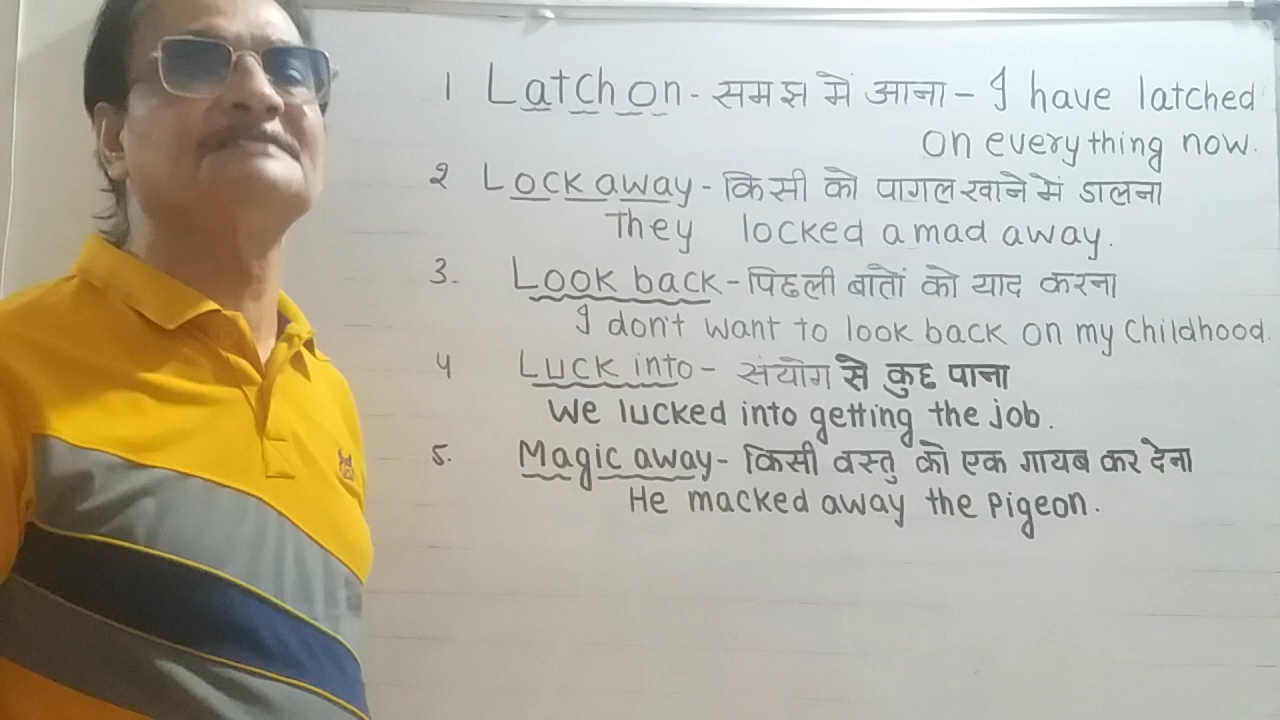 1 Latch on - समझ में आना - I have latched
on everything now.
2 Lock away - किसी को पागलखाने में डालना
They locked a mad away.
3. Look back - पिछली बातों को याद करना
I don't want to look back on my childhood.
4 Luck into - संयोग से कुछ पाना
We lucked into getting the job.
5. Magic away - किसी वस्तु को एक गायब कर देना
He macked away the pigeon.